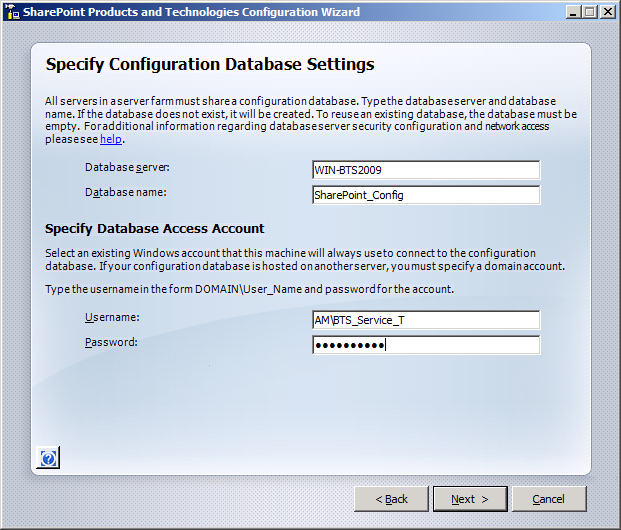 SharePoint Products and Technologies Configuration Wizard
Specify Configuration Database Settings
All servers in a server farm must share a configuration database. Type the database server and database
name. If the database does not exist, it will be created. To reuse an existing database, the database must be
empty. For additional information regarding database server security configuration and network access
please see help.
Database server:
WIN-BTS2009
Database name:
SharePoint_Config
Specify Database Access Account
Select an existing Windows account that this machine will always use to connect to the configuration
database. If your configuration database is hosted on another server, you must specify a domain account.
Type the username in the form DOMAIN\User_Name and password for the account.
Username:
AM\BTS_Service_T
Password:
●●●●●●●●●●
?
< Back
Next >
Cancel